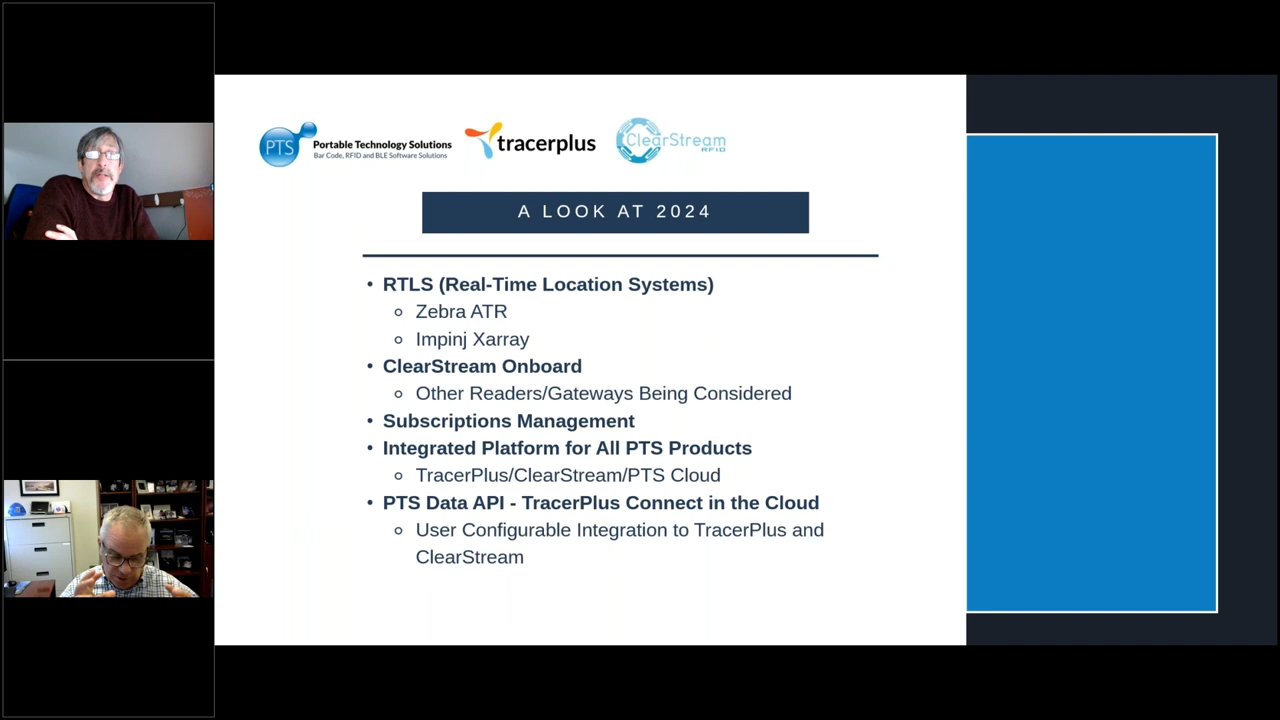 PTS
Portable Technology Solutions
Bar Code, RFID and BLE Software Solutions
tracerplus
ClearStream
RFID
A LOOK AT 2024
• RTLS (Real-Time Location Systems)
○ Zebra ATR
○ Impinj Xarray
• ClearStream Onboard
○ Other Readers/Gateways Being Considered
• Subscriptions Management
• Integrated Platform for All PTS Products
○ TracerPlus/ClearStream/PTS Cloud
• PTS Data API - TracerPlus Connect in the Cloud
○ User Configurable Integration to TracerPlus and
ClearStream